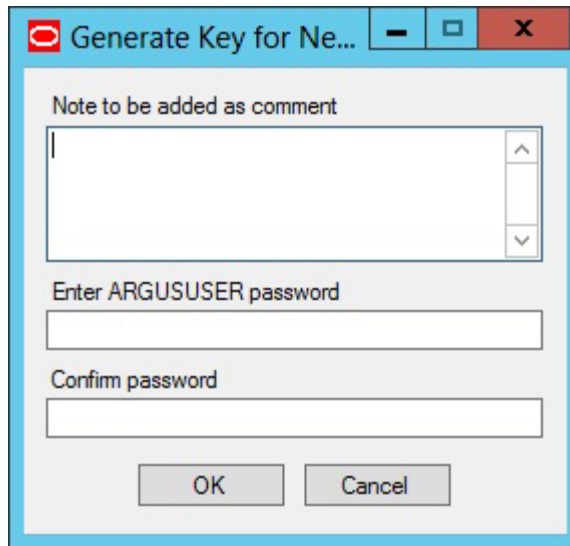 Generate Key for Ne...
Note to be added as comment
Enter ARGUSUSER password
Confirm password
OK Cancel